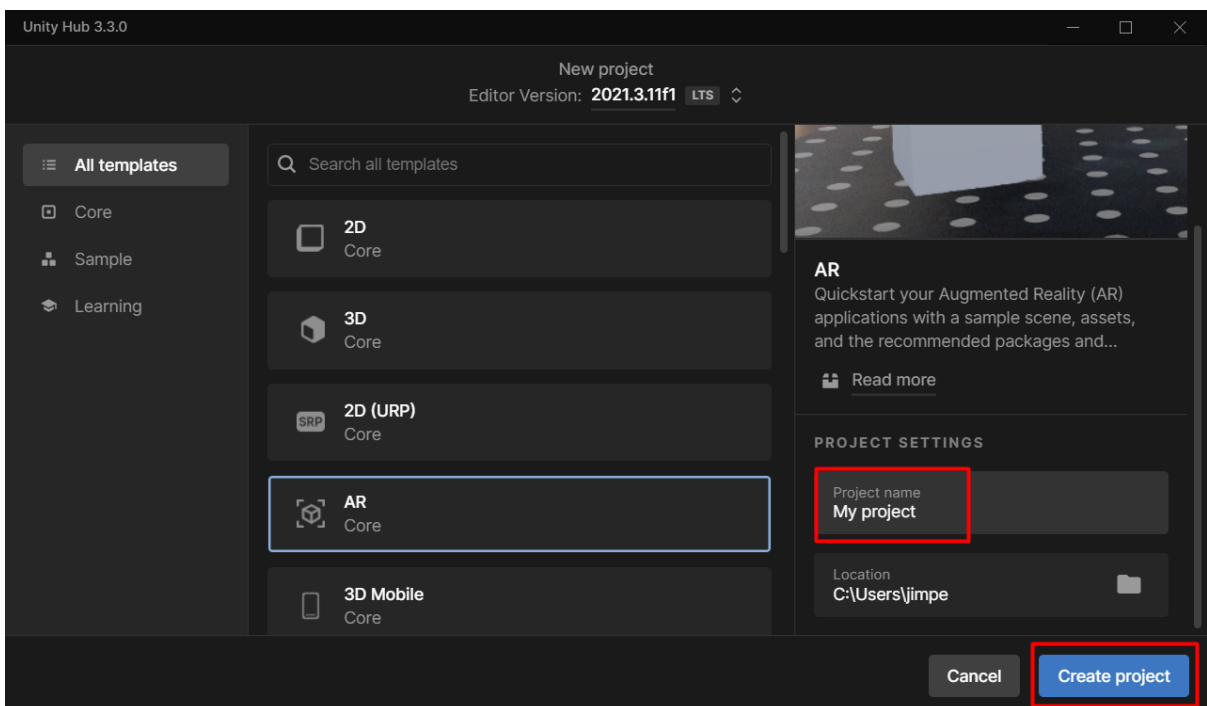 Unity Hub 3.3.0
New project
Editor Version: 2021.3.11f1 LTS
All templates
Core
Sample
Learning
Search all templates
2D
Core
3D
Core
SRP
2D (URP)
Core
AR
Core
3D Mobile
Core
AR
Quickstart your Augmented Reality (AR)
applications with a sample scene, assets,
and the recommended packages and...
Read more
PROJECT SETTINGS
Project name
My project
Location
C:\Users\jimpe
Cancel
Create project